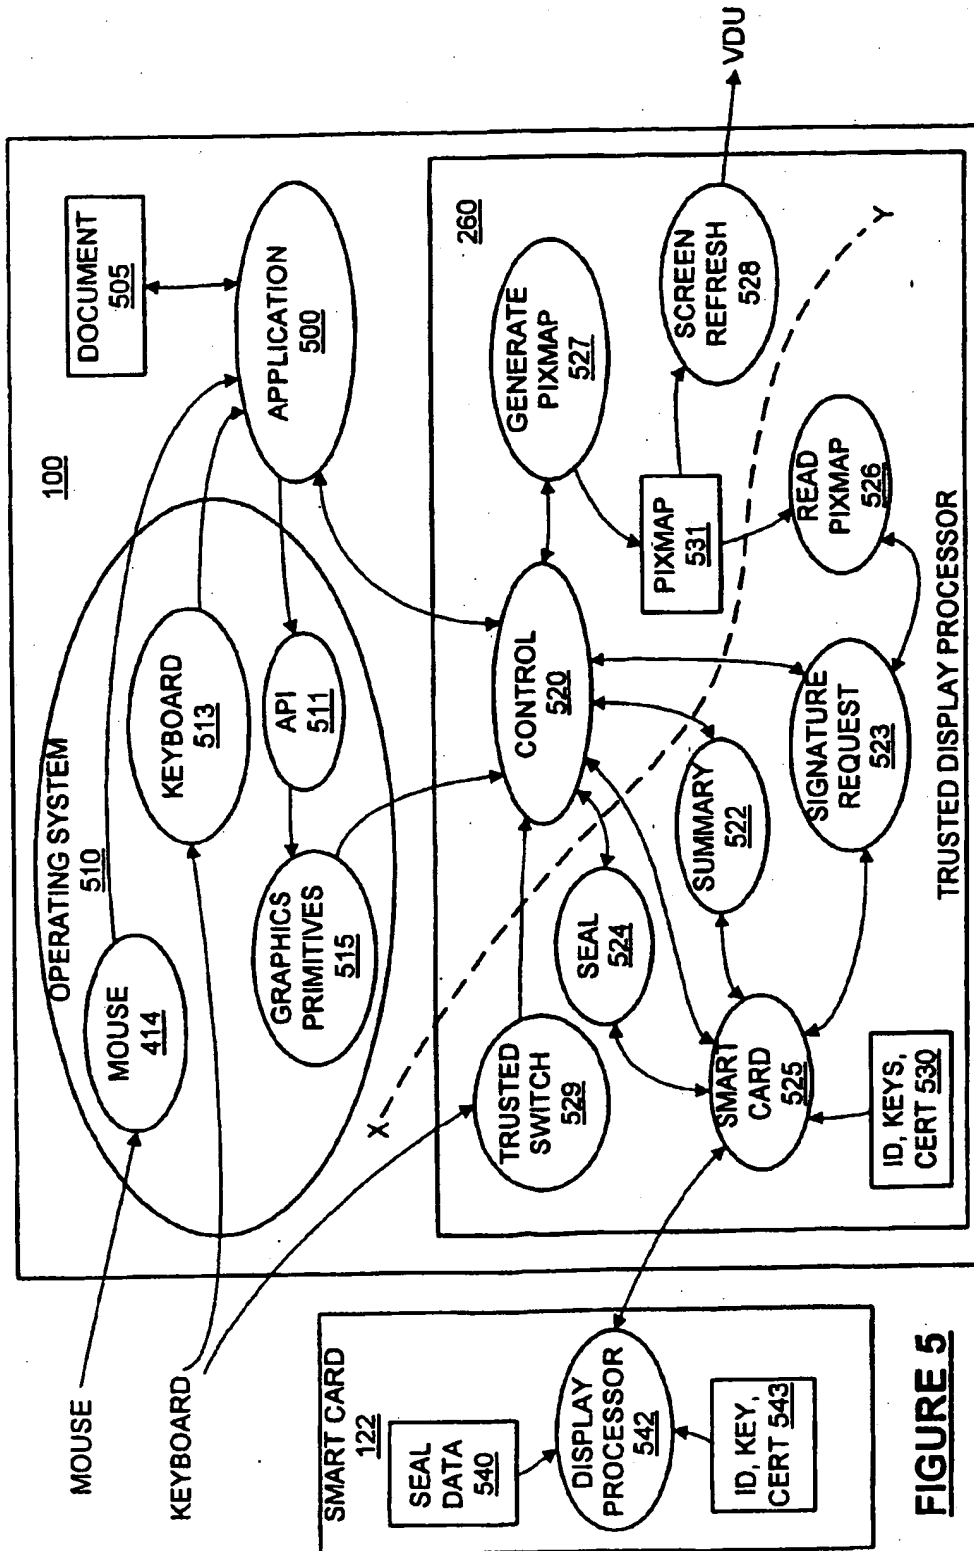 MOUSE
KEYBOARD
100
OPERATING SYSTEM
510
MOUSE
414
KEYBOARD
513
API
511
GRAPHICS
PRIMITIVES
515
DOCUMENT
505
APPLICATION
500
X
Y
260
TRUSTED
SWITCH
529
SEAL
524
CONTROL
520
GENERATE
PIXMAP
527
PIXMAP
531
SCREEN
REFRESH
528
VDU
SUMMARY
522
SIGNATURE
REQUEST
523
READ
PIXMAP
526
SMART
CARD
525
ID, KEYS,
CERT 530
TRUSTED DISPLAY PROCESSOR
SMART CARD
122
SEAL
DATA
540
DISPLAY
PROCESSOR
542
ID, KEY,
CERT 543
FIGURE 5